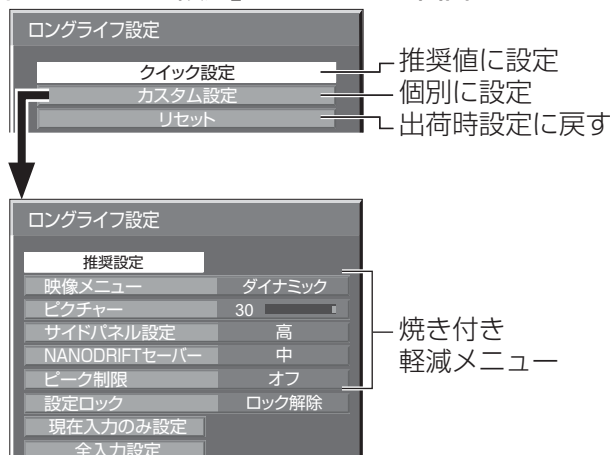 ロングライフ設定
クイック設定
推奨値に設定
カスタム設定
個別に設定
リセット
出荷時設定に戻す
ロングライフ設定
推奨設定
映像メニュー ダイナミック
ピクチャー 30
サイドパネル設定 高
NANODRIFTセーバー 中
ピーク制限 オフ
焼き付き
軽減メニュー
設定ロック ロック解除
現在入力のみ設定
全入力設定